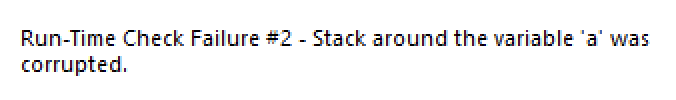 Run-Time Check Failure #2 - Stack around the variable 'a' was
corrupted.